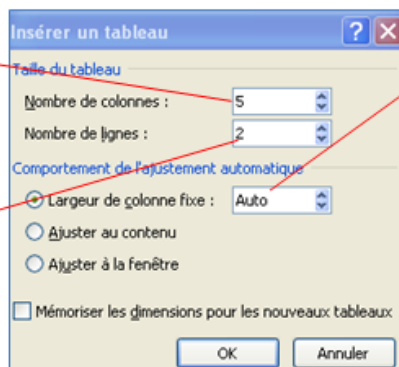 Insérer un tableau
Taille du tableau
Nombre de colonnes : 5
Nombre de lignes : 2
Comportement de l'ajustement automatique
Largeur de colonne fixe : Auto
Ajuster au contenu
Ajuster à la fenêtre
Mémoriser les dimensions pour les nouveaux tableaux
OK Annuler